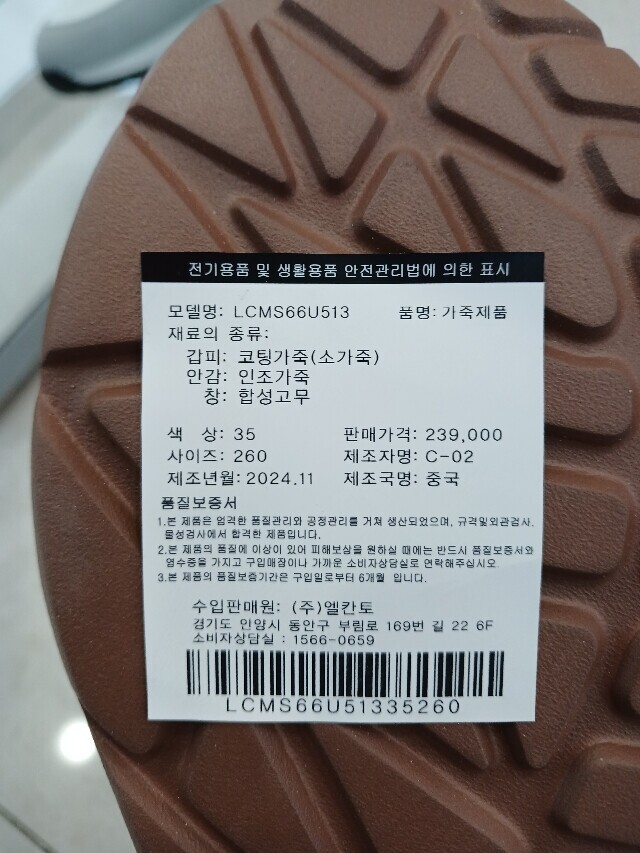 전기용품 및 생활용품 안전관리법에 의한 표시
모델명: LCMS66U513 품명: 가죽제품
재료의 종류:
갑피: 코팅가죽(소가죽)
안감: 인조가죽
창: 합성고무
색 상: 35 판매가격: 239,000
사이즈: 260 제조자명: C-02
제조년월: 2024.11 제조국명: 중국
품질보증서
1.본 제품은 엄격한 품질관리와 공정관리를 거쳐 생산되었으며, 규격및외관검사,
물성검사에서 합격한 제품입니다.
2.본 제품의 품질에 이상이 있어 피해보상을 원하실 때에는 반드시 품질보증서와
영수증을 가지고 구입매장이나 가까운 소비자상담실로 연락해주십시오
3.본 제품의 품질보증기간은 구입일로부터 6개월 입니다.
수입판매원: (주)엘칸토
경기도 안양시 동안구 부림로 169번 길 22 6F
소비자상담실 : 1566-0659
LCMS66U51335260